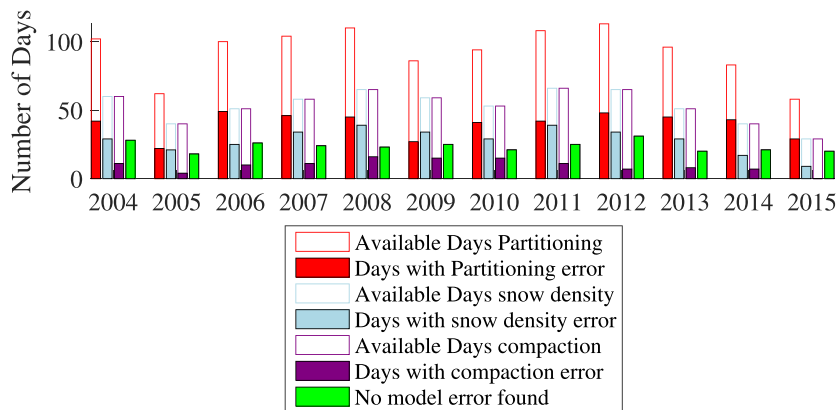 Number of Days
100
50
0
2004 2005 2006 2007 2008 2009 2010 2011 2012 2013 2014 2015
Available Days Partitioning
Days with Partitioning error
Available Days snow density
Days with snow density error
Available Days compaction
Days with compaction error
No model error found